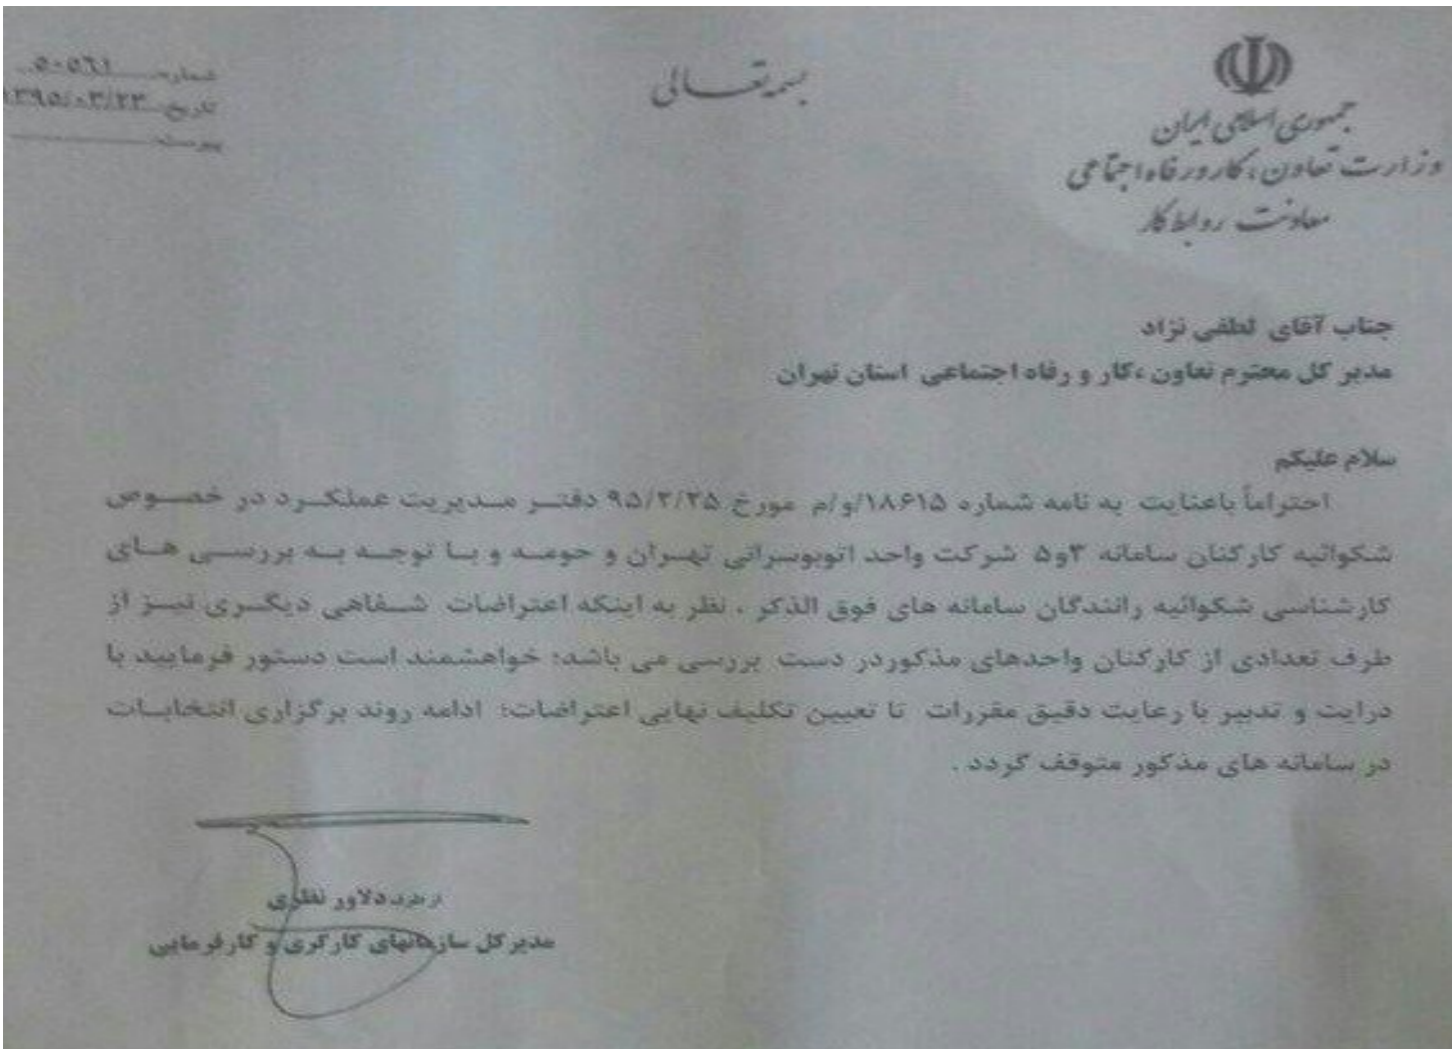 بسمه تعالی
جمهوری اسلامی ایران
وزارت تعاون، کار و رفاه اجتماعی
معاونت روابط کار
شماره ۵۰۵۶۱
تاریخ ۱۳۹۵/۰۳/۲۳
پیوست
جناب آقای لطفی نژاد
مدیر کل محترم تعاون ،کار و رفاه اجتماعی استان تهران
سلام علیکم
احتراماً باعنایت به نامه شماره ۱۸۶۱۵/و/م مورخ ۹۵/۲/۲۵ دفتر مدیریت عملکرد در خصوص
شکوائیه کارکنان سامانه ۳و۵ شرکت واحد اتوبوسرانی تهران و حومه و با توجه به بررسی های
کارشناسی شکوائیه رانندگان سامانه های فوق الذکر ، نظر به اینکه اعتراضات شفاهی دیگری نیز از
طرف تعدادی از کارکنان واحدهای مذکوردر دست بررسی می باشد؛ خواهشمند است دستور فرمایید با
درایت و تدبیر با رعایت دقیق مقررات تا تعیین تکلیف نهایی اعتراضات؛ ادامه روند برگزاری انتخابات
در سامانه های مذکور متوقف گردد .
از طرف دلاور نظری
مدیرکل سازمانهای کارگری و کارفرمایی